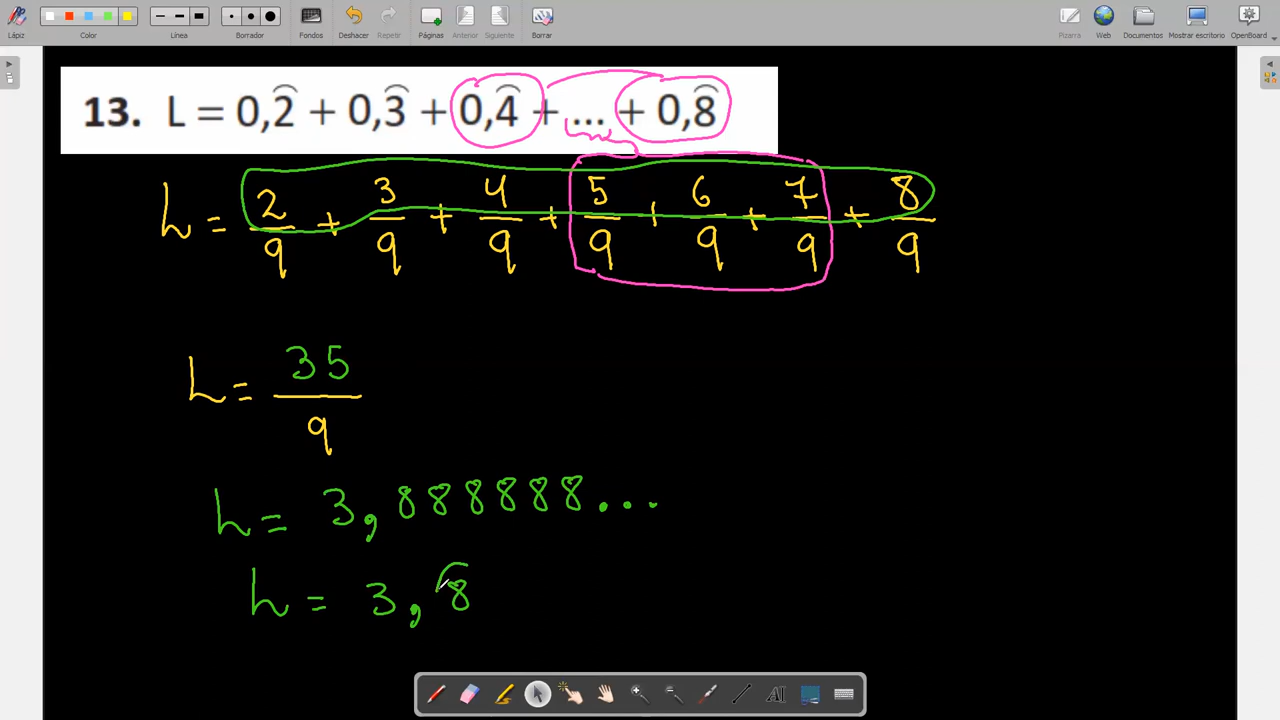 Lápiz Color Línea Borrador Fondos Deshacer Repetir Páginas Anterior Siguiente Borrar Pizarra Web Documentos Mostrar escritorio OpenBoard
13. L = 0,2͡ + 0,3͡ + 0,4͡ + ... + 0,8͡
L = 2/9 + 3/9 + 4/9 + 5/9 + 6/9 + 7/9 + 8/9
L = 35/9
L = 3,888888...
L = 3,8͡
AI